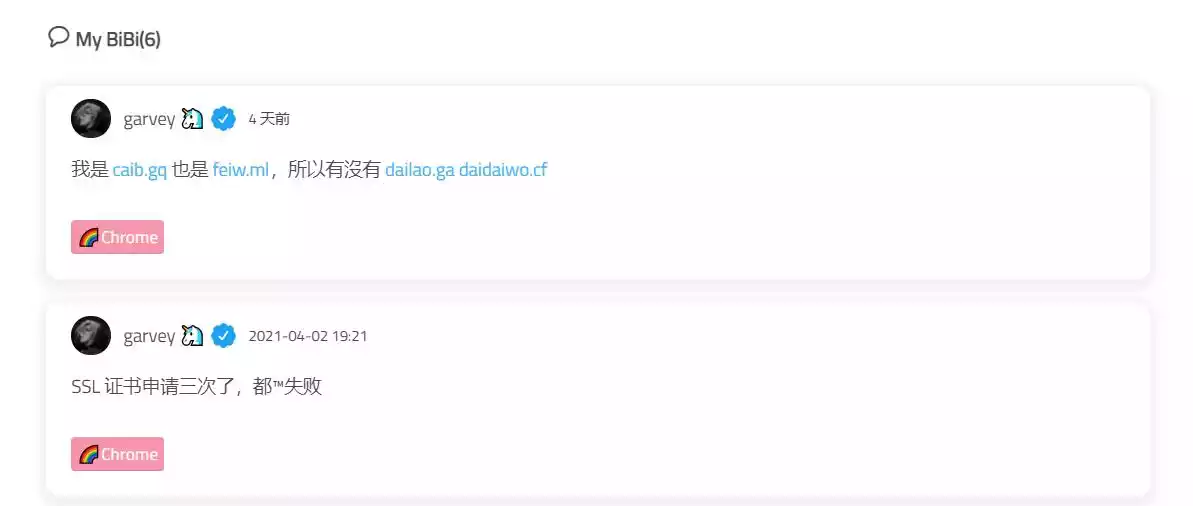 My BiBi(6)
garvey 🦄 4 天前
我是 caib.gq 也是 feiw.ml，所以有沒有 dailao.ga daidaiwo.cf
🌈Chrome
garvey 🦄 2021-04-02 19:21
SSL 证书申请三次了，都™失败
🌈Chrome